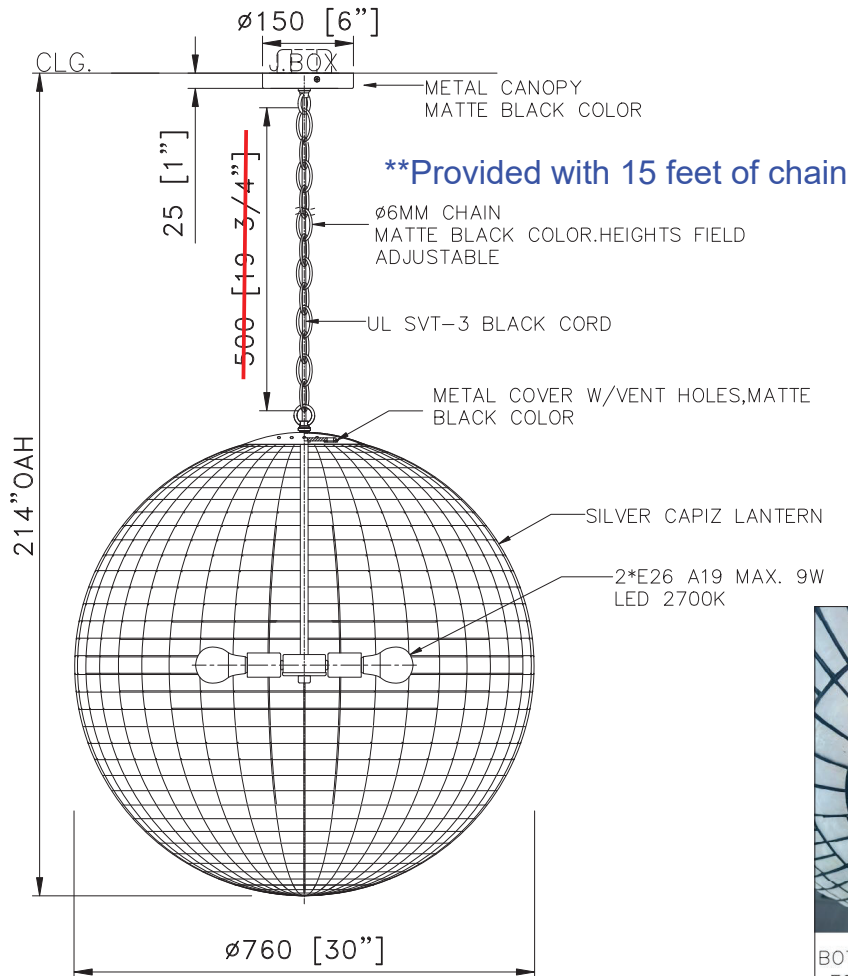 ø150 [6”]
CLG.
J.BOX
METAL CANOPY
MATTE BLACK COLOR
25 [1”]
500 [19 3/4”]
**Provided with 15 feet of chain
ø6MM CHAIN
MATTE BLACK COLOR.HEIGHTS FIELD
ADJUSTABLE
UL SVT-3 BLACK CORD
METAL COVER W/VENT HOLES,MATTE
BLACK COLOR
214”OAH
SILVER CAPIZ LANTERN
2*E26 A19 MAX. 9W
LED 2700K
ø760 [30”]